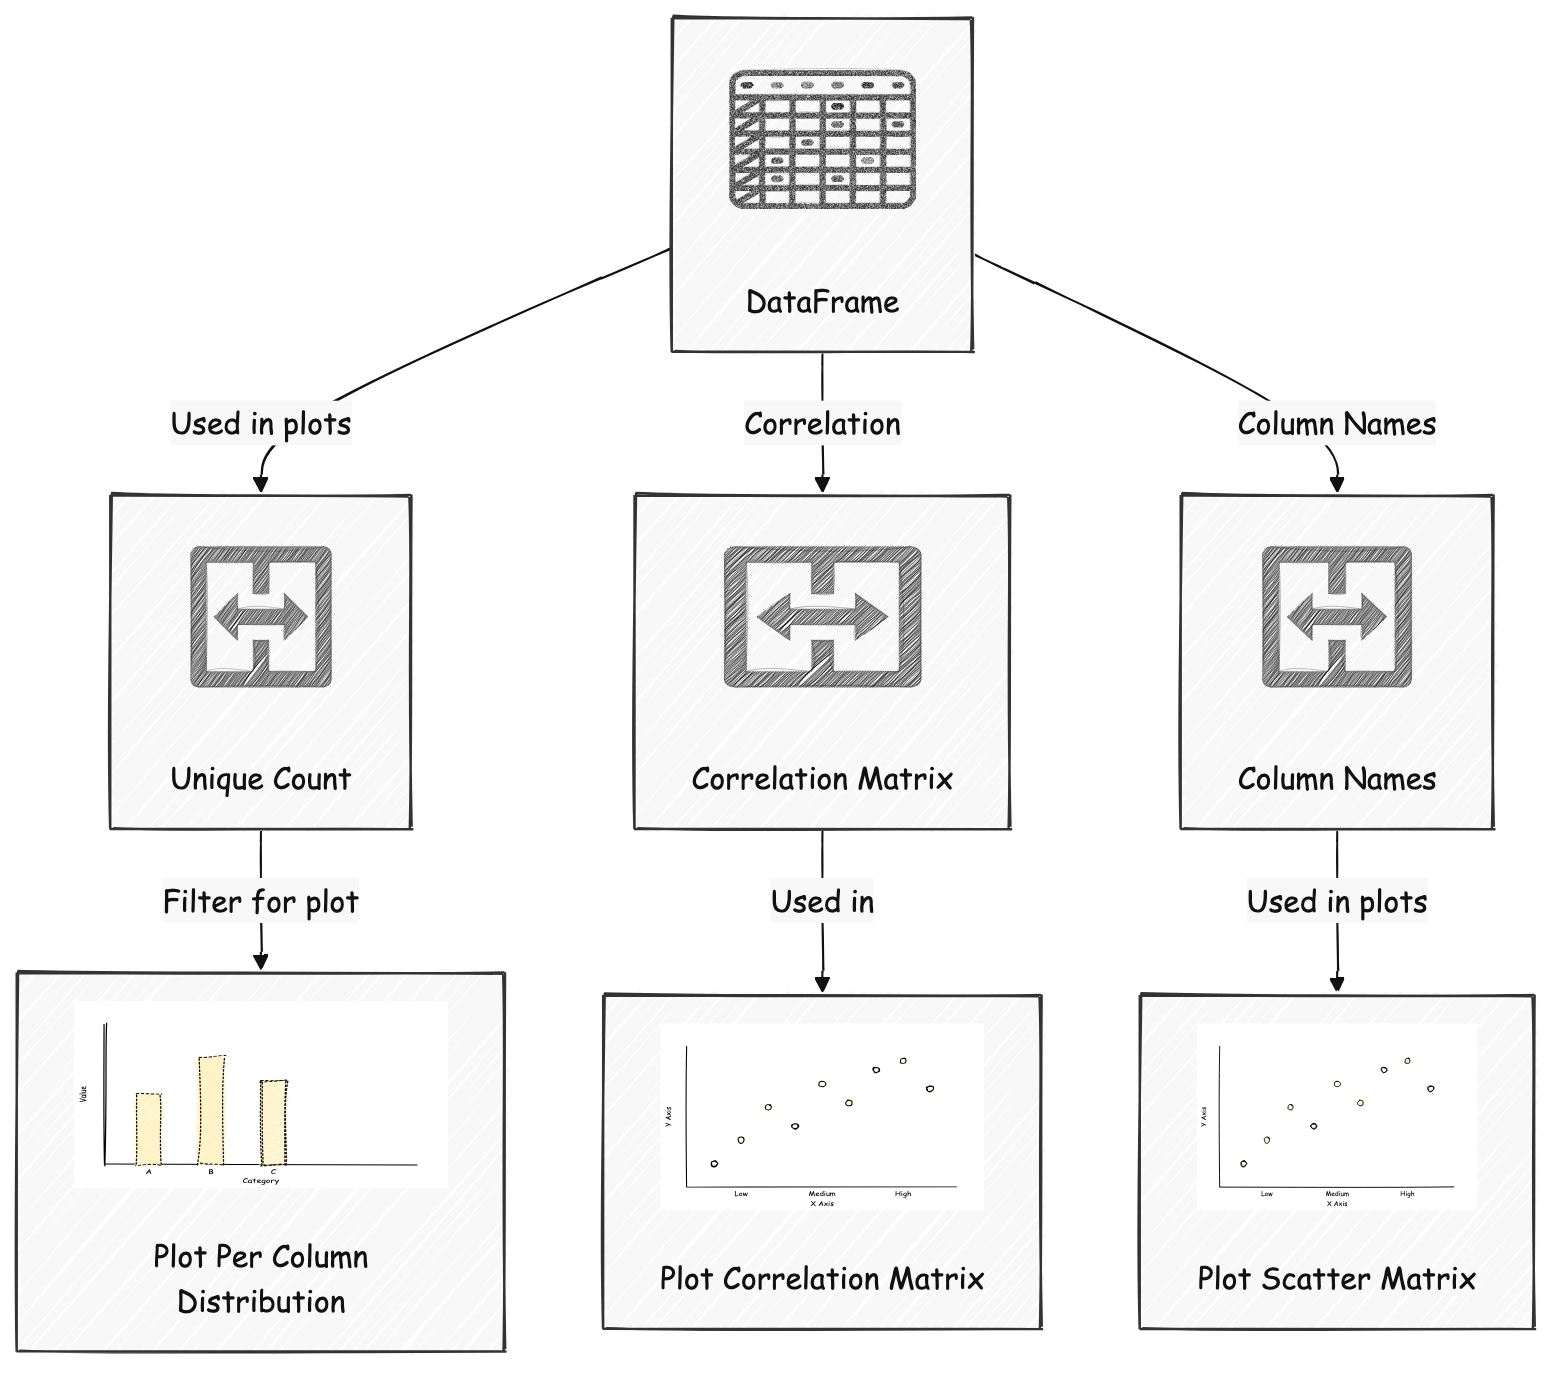 DataFrame
Used in plots
Correlation
Column Names
Unique Count
Correlation Matrix
Column Names
Filter for plot
Used in
Used in plots
Value
A
B
C
Category
Plot Per Column
Distribution
Y Axis
Low
Medium
High
X Axis
Plot Correlation Matrix
Y Axis
Low
Medium
High
X Axis
Plot Scatter Matrix